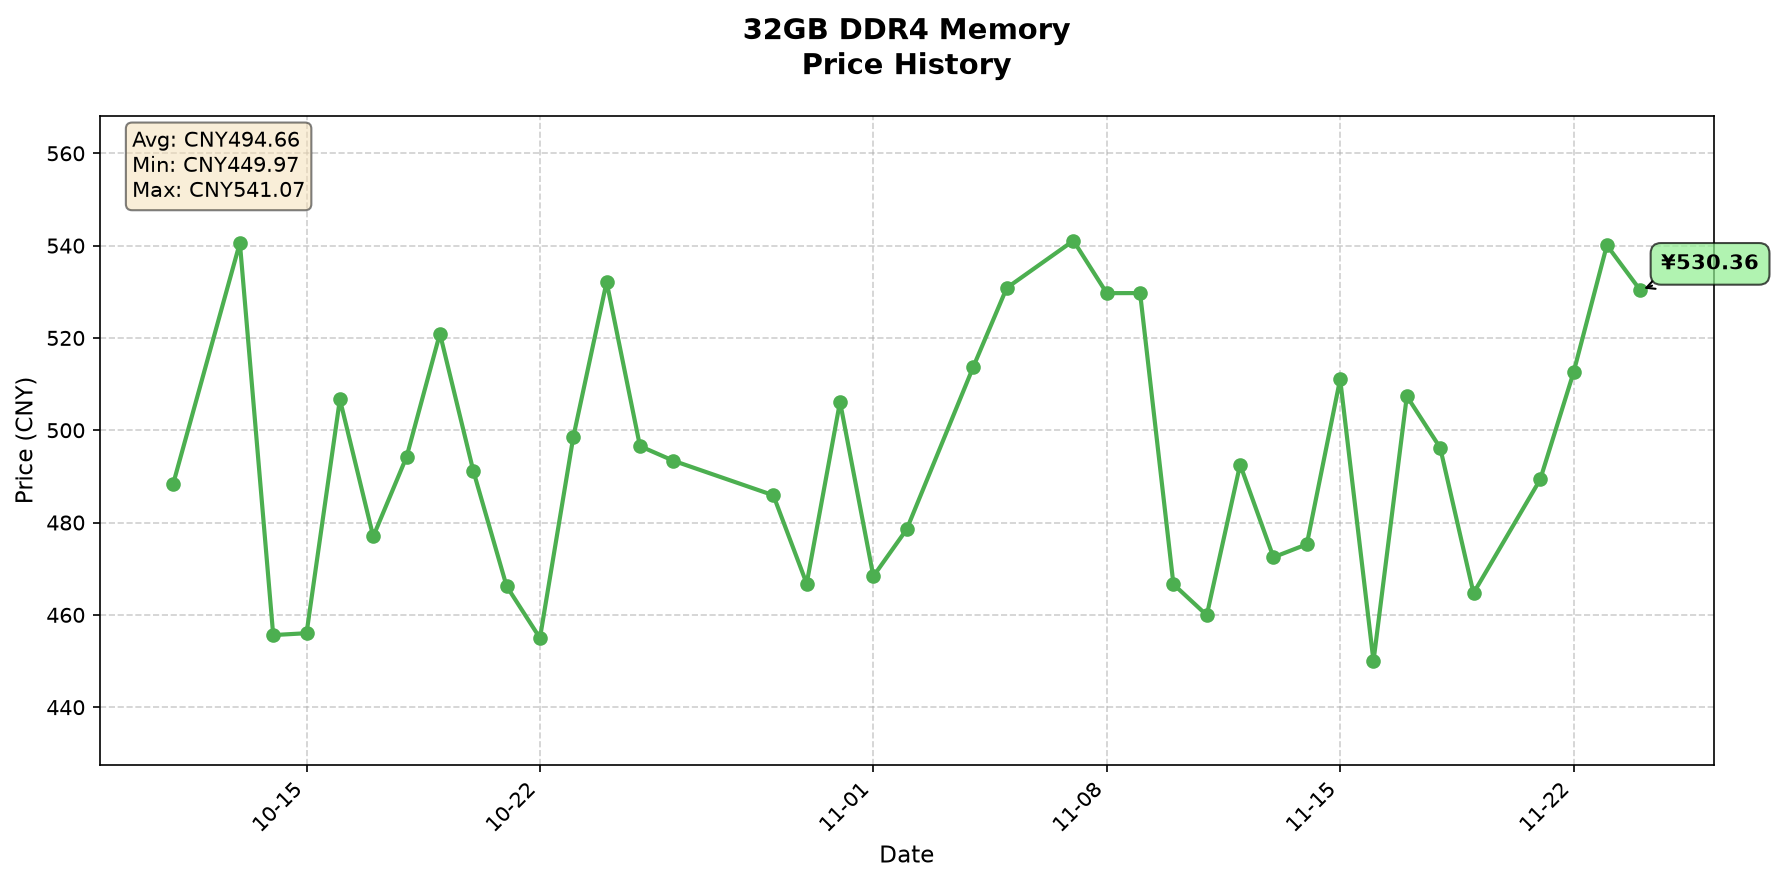 32GB DDR4 Memory
Price History
Avg: CNY494.66
Min: CNY449.97
Max: CNY541.07
¥530.36
Price (CNY)
560
540
520
500
480
460
440
10-15
10-22
11-01
11-08
11-15
11-22
Date